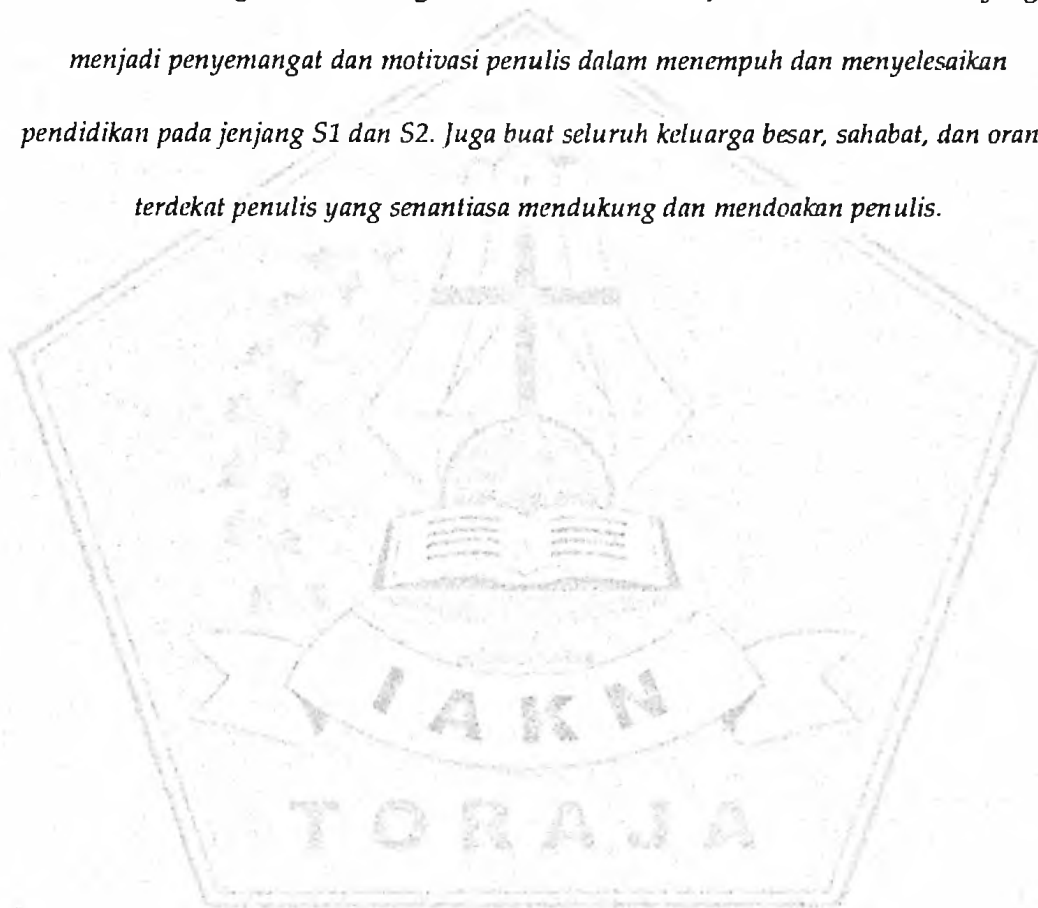 menjadi penyemangat dan motivasi penulis dalam menempuh dan menyelesaikan
pendidikan pada jenjang S1 dan S2. Juga buat seluruh keluarga besar, sahabat, dan oran
terdekat penulis yang senantiasa mendukung dan mendoakan penulis.
IAKN
TORAJA